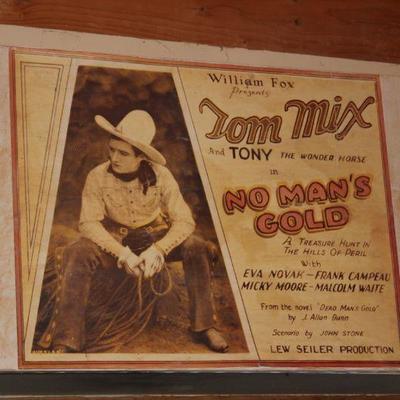 William Fox
Presents
Tom Mix
And TONY THE WONDER HORSE
in
NO MAN'S
GOLD
A TREASURE HUNT IN
THE HILLS OF PERIL
With
EVA NOVAK - FRANK CAMPEAU
MICKY MOORE - MALCOLM WAITE
From the novel "DEAD MAN'S GOLD"
by J. Allan Dunn
Scenario by JOHN STONE
LEW SEILER PRODUCTION